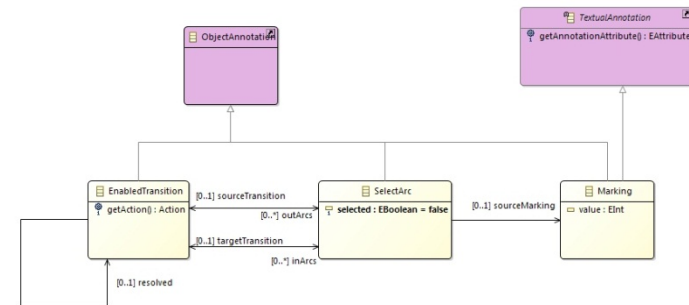 TextualAnnotation
ObjectAnnotation
getAnnotationAttribute() : EAttribute
EnabledTransition
[0..1] sourceTransition
SelectArc
Marking
getAction() : Action
[0..*] outArcs
selected : EBoolean = false
[0..1] sourceMarking
value : EInt
[0..1] targetTransition
[0..*] inArcs
[0..1] resolved